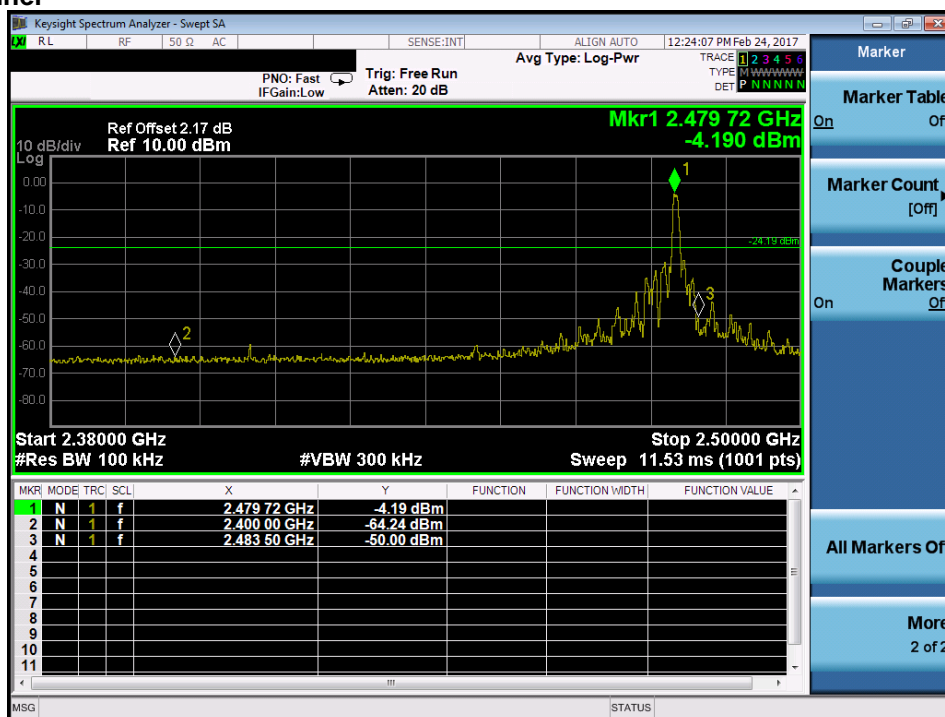 Keysight Spectrum Analyzer - Swept SA
LXI RL RF 50 Ω AC SENSE:INT ALIGN AUTO 12:24:07 PM Feb 24, 2017
Avg Type: Log-Pwr
TRACE 1 2 3 4 5 6
PNO: Fast Trig: Free Run
TYPE M WWWWW
IFGain:Low Atten: 20 dB
DET P N N N N N
Mkr1 2.479 72 GHz
-4.190 dBm
Ref Offset 2.17 dB
10 dB/div Ref 10.00 dBm
Log
1
0.00
-10.0
-20.0
-24.19 dBm
-30.0
-40.0
3
-50.0
2
-60.0
-70.0
-80.0
Start 2.38000 GHz Stop 2.50000 GHz
#Res BW 100 kHz #VBW 300 kHz Sweep 11.53 ms (1001 pts)
MKR MODE TRC SCL X Y FUNCTION FUNCTION WIDTH FUNCTION VALUE
1 N 1 f 2.479 72 GHz -4.19 dBm
2 N 1 f 2.400 00 GHz -64.24 dBm
3 N 1 f 2.483 50 GHz -50.00 dBm
4
5
6
7
8
9
10
11
MSG STATUS
Marker
Marker Table
On Of
Marker Count
[Off]
Couple
Markers
On Of
All Markers Of
More
2 of 2